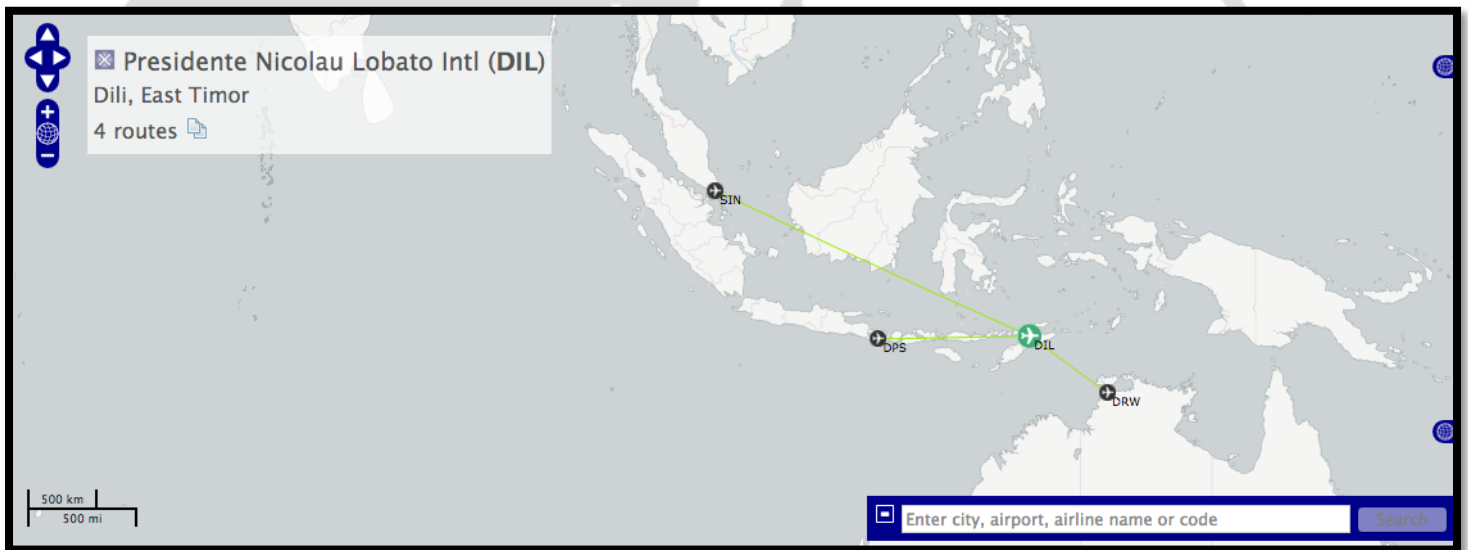 Presidente Nicolau Lobato Intl (DIL)
Dili, East Timor
4 routes
SIN
DPS
DIL
DRW
500 km
500 mi
Enter city, airport, airline name or code
Search